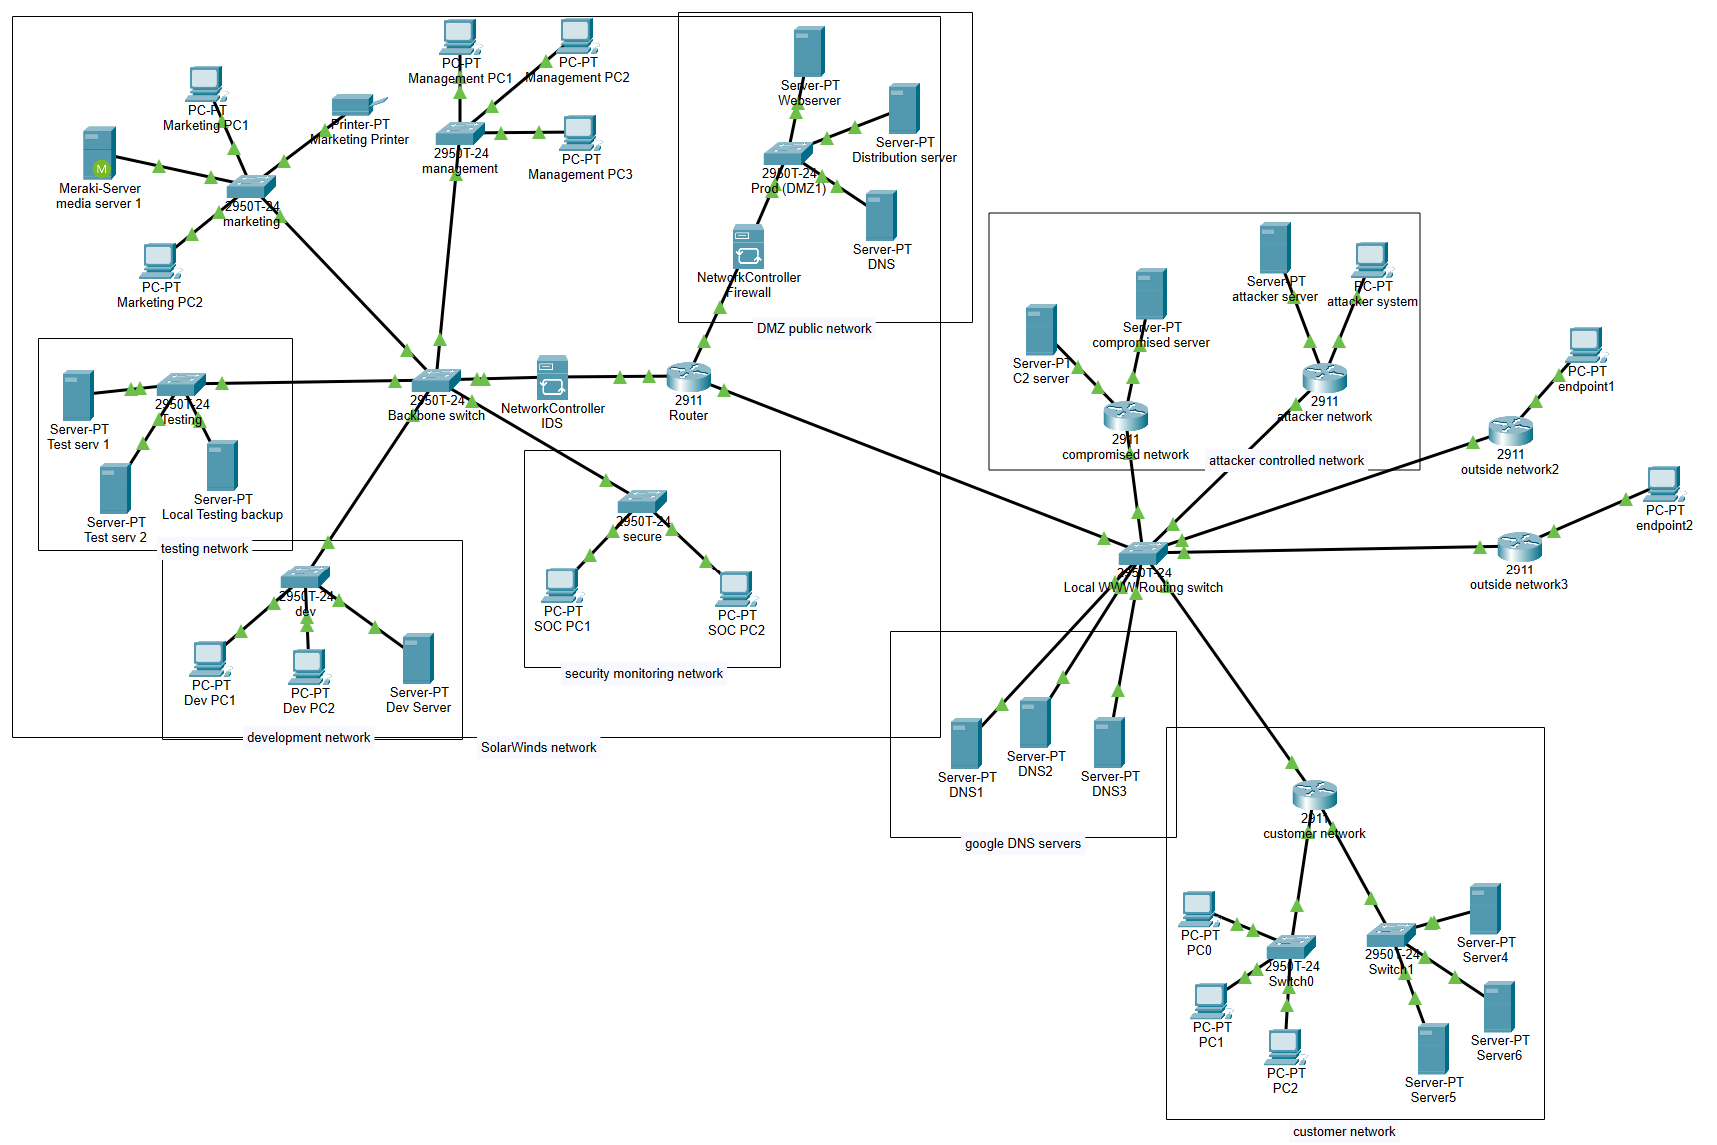 PC-PT
Management PC1
PC-PT
Management PC2
PC-PT
Marketing PC1
Printer-PT
Marketing Printer
Meraki-Server
media server 1
2950T-24
marketing
PC-PT
Marketing PC2
2950T-24
management
PC-PT
Management PC3
Server-PT
Webserver
Server-PT
Distribution server
2950T-24
Prod (DMZ1)
Server-PT
DNS
NetworkController
Firewall
DMZ public network
Server-PT
Test serv 1
2950T-24
Testing
Server-PT
Test serv 2
Server-PT
Local Testing backup
testing network
2950T-24
Backbone switch
NetworkController
IDS
2911
Router
2950T-24
secure
PC-PT
SOC PC1
PC-PT
SOC PC2
security monitoring network
2950T-24
dev
PC-PT
Dev PC1
PC-PT
Dev PC2
Server-PT
Dev Server
development network
SolarWinds network
Server-PT
C2 server
Server-PT
compromised server
Server-PT
attacker server
PC-PT
attacker system
2911
compromised network
2911
attacker network
attacker controlled network
PC-PT
endpoint1
2911
outside network2
PC-PT
endpoint2
2911
outside network3
2950T-24
Local WWW Routing switch
Server-PT
DNS1
Server-PT
DNS2
Server-PT
DNS3
google DNS servers
2911
customer network
PC-PT
PC0
2950T-24
Switch0
PC-PT
PC1
PC-PT
PC2
2950T-24
Switch1
Server-PT
Server4
Server-PT
Server6
Server-PT
Server5
customer network
M